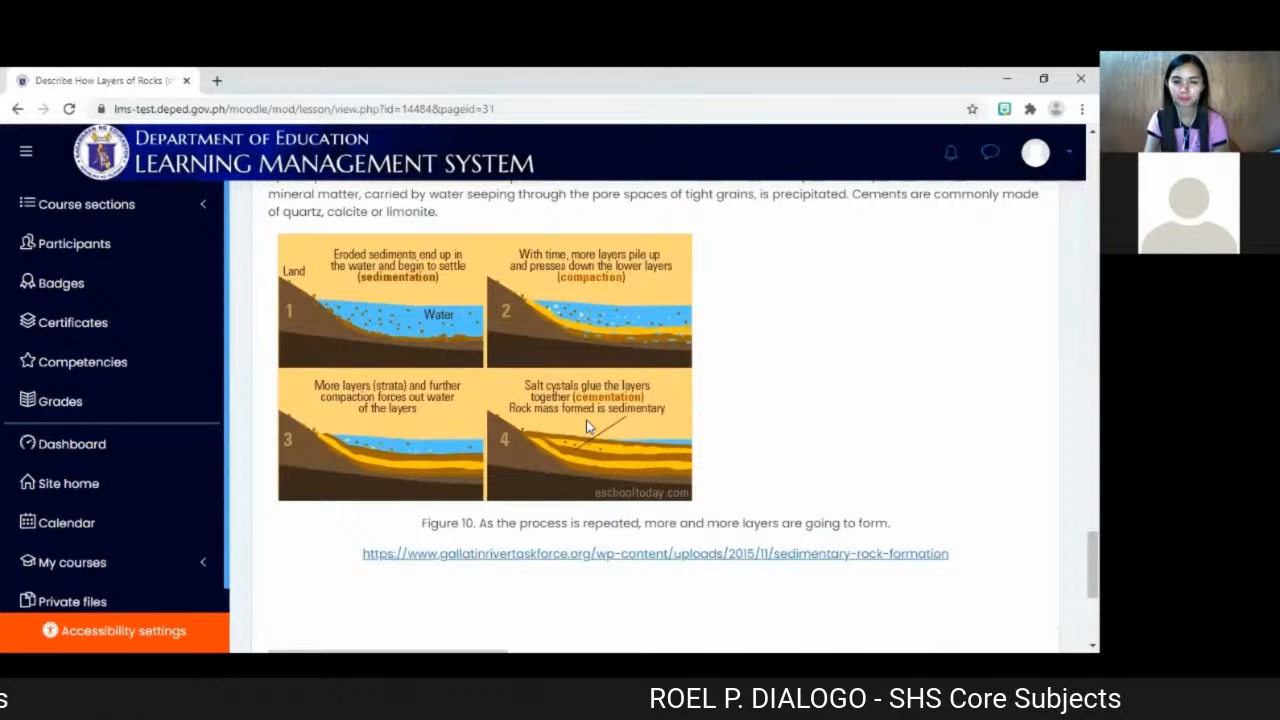 Describe How Layers of Rocks (s
lms-test.deped.gov.ph/moodle/mod/lesson/view.php?id=14484&pageid=31
DEPARTMENT OF EDUCATION
LEARNING MANAGEMENT SYSTEM
Course sections
Participants
Badges
Certificates
Competencies
Grades
Dashboard
Site home
Calendar
My courses
Private files
Accessibility settings
mineral matter, carried by water seeping through the pore spaces of tight grains, is precipitated. Cements are commonly made
of quartz, calcite or limonite.
Eroded sediments end up in
the water and begin to settle
(sedimentation)
Land
1
Water
With time, more layers pile up
and presses down the lower layers
(compaction)
2
More layers (strata) and further
compaction forces out water
of the layers
3
Salt cystals glue the layers
together (cementation)
Rock mass formed is sedimentary
4
eschooltoday.com
Figure 10. As the process is repeated, more and more layers are going to form.
https://www.gallatinrivertaskforce.org/wp-content/uploads/2015/11/sedimentary-rock-formation
s
ROEL P. DIALOGO - SHS Core Subjects